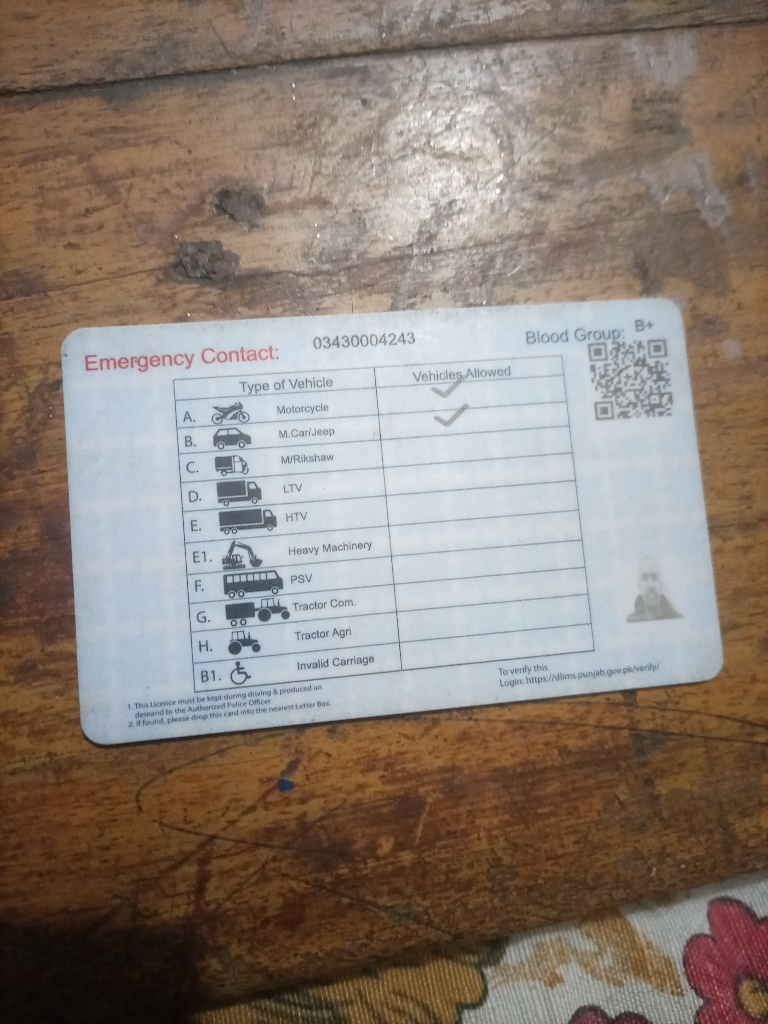 Emergency Contact: 03430004243 Blood Group: B+
Type of Vehicle Vehicles Allowed
A. Motorcycle ✓
B. M.Car/Jeep ✓
C. M/Rikshaw
D. LTV
E. HTV
E1. Heavy Machinery
F. PSV
G. Tractor Com.
H. Tractor Agri
B1. Invalid Carriage
1. This Licence must be kept during driving & produced on
demand to the Authorized Police Officer.
2. If found, please drop this card into the nearest Letter Box.
To verify this
Login: https://dlims.punjab.gov.pk/verify/